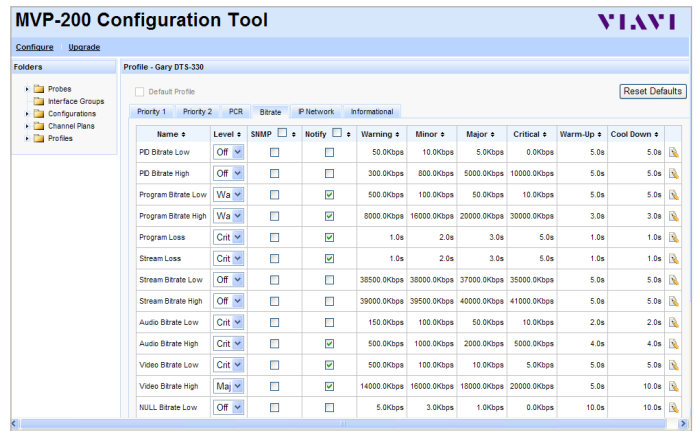 MVP-200 Configuration Tool
VIAVI
Configure Upgrade
Folders
Probes
Interface Groups
Configurations
Channel Plans
Profiles
Profile - Gary DTS-330
Default Profile
Reset Defaults
Priority 1 Priority 2 PCR Bitrate IP Network Informational
Name Level SNMP Notify Warning Minor Major Critical Warm-Up Cool Down
PID Bitrate Low Off 50.0Kbps 10.0Kbps 5.0Kbps 0.0Kbps 5.0s 5.0s
PID Bitrate High Off 300.0Kbps 800.0Kbps 5000.0Kbps 10000.0Kbps 5.0s 5.0s
Program Bitrate Low Wa 500.0Kbps 100.0Kbps 50.0Kbps 10.0Kbps 5.0s 5.0s
Program Bitrate High Wa 8000.0Kbps 16000.0Kbps 20000.0Kbps 30000.0Kbps 3.0s 3.0s
Program Loss Crit 1.0s 2.0s 3.0s 5.0s 1.0s 1.0s
Stream Loss Crit 1.0s 2.0s 3.0s 5.0s 1.0s 1.0s
Stream Bitrate Low Off 38500.0Kbps 38000.0Kbps 37000.0Kbps 35000.0Kbps 5.0s 5.0s
Stream Bitrate High Off 39000.0Kbps 39500.0Kbps 40000.0Kbps 41000.0Kbps 5.0s 5.0s
Audio Bitrate Low Crit 150.0Kbps 100.0Kbps 50.0Kbps 10.0Kbps 2.0s 2.0s
Audio Bitrate High Crit 500.0Kbps 1000.0Kbps 2000.0Kbps 5000.0Kbps 4.0s 4.0s
Video Bitrate Low Crit 500.0Kbps 100.0Kbps 10.0Kbps 5.0Kbps 5.0s 5.0s
Video Bitrate High Maj 14000.0Kbps 16000.0Kbps 18000.0Kbps 20000.0Kbps 5.0s 10.0s
NULL Bitrate Low Off 5.0Kbps 3.0Kbps 1.0Kbps 0.0Kbps 10.0s 10.0s